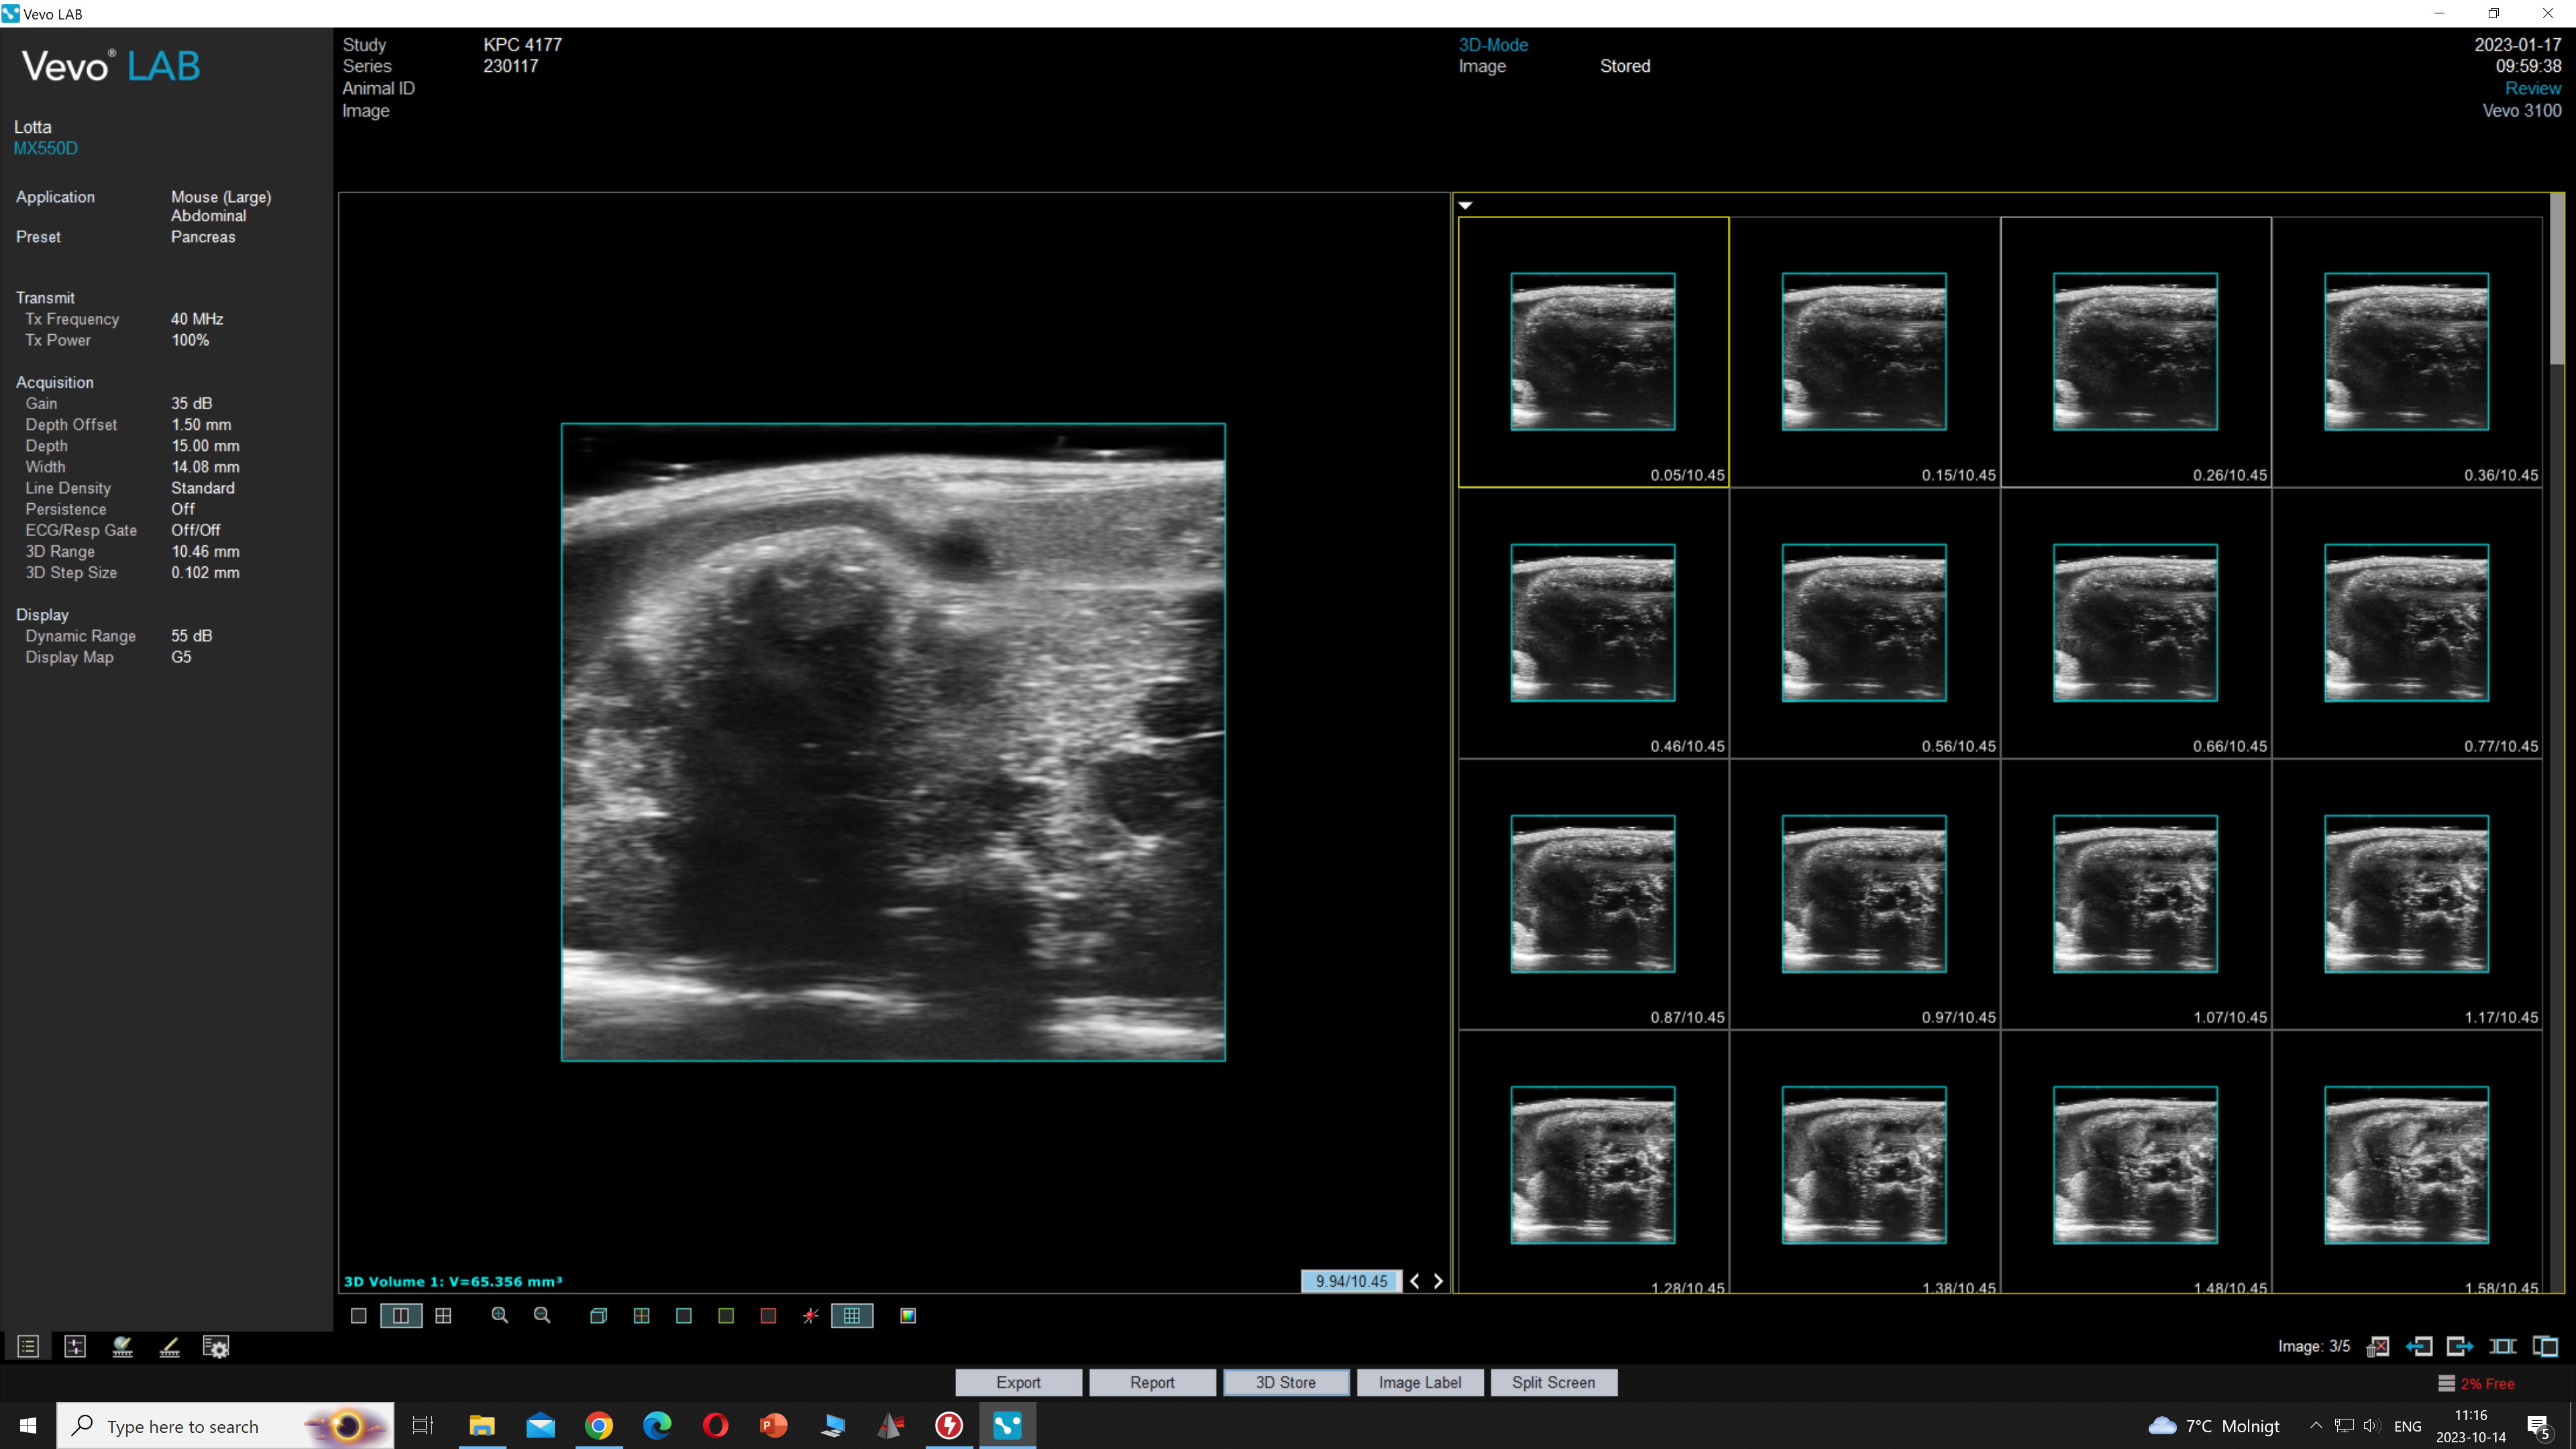 Vevo LAB
Vevo® LAB
Lotta
MX550D
Application Mouse (Large)
Abdominal
Preset Pancreas
Transmit
Tx Frequency 40 MHz
Tx Power 100%
Acquisition
Gain 35 dB
Depth Offset 1.50 mm
Depth 15.00 mm
Width 14.08 mm
Line Density Standard
Persistence Off
ECG/Resp Gate Off/Off
3D Range 10.46 mm
3D Step Size 0.102 mm
Display
Dynamic Range 55 dB
Display Map G5
Study KPC 4177
Series 230117
Animal ID
Image
3D-Mode
Image Stored
2023-01-17
09:59:38
Review
Vevo 3100
0.05/10.45 0.15/10.45 0.26/10.45 0.36/10.45
0.46/10.45 0.56/10.45 0.66/10.45 0.77/10.45
0.87/10.45 0.97/10.45 1.07/10.45 1.17/10.45
1.28/10.45 1.38/10.45 1.48/10.45 1.58/10.45
3D Volume 1: V=65.356 mm³
9.94/10.45
Image: 3/5
Export Report 3D Store Image Label Split Screen
2% Free
Type here to search
7°C Molnigt
ENG
11:16
2023-10-14
5